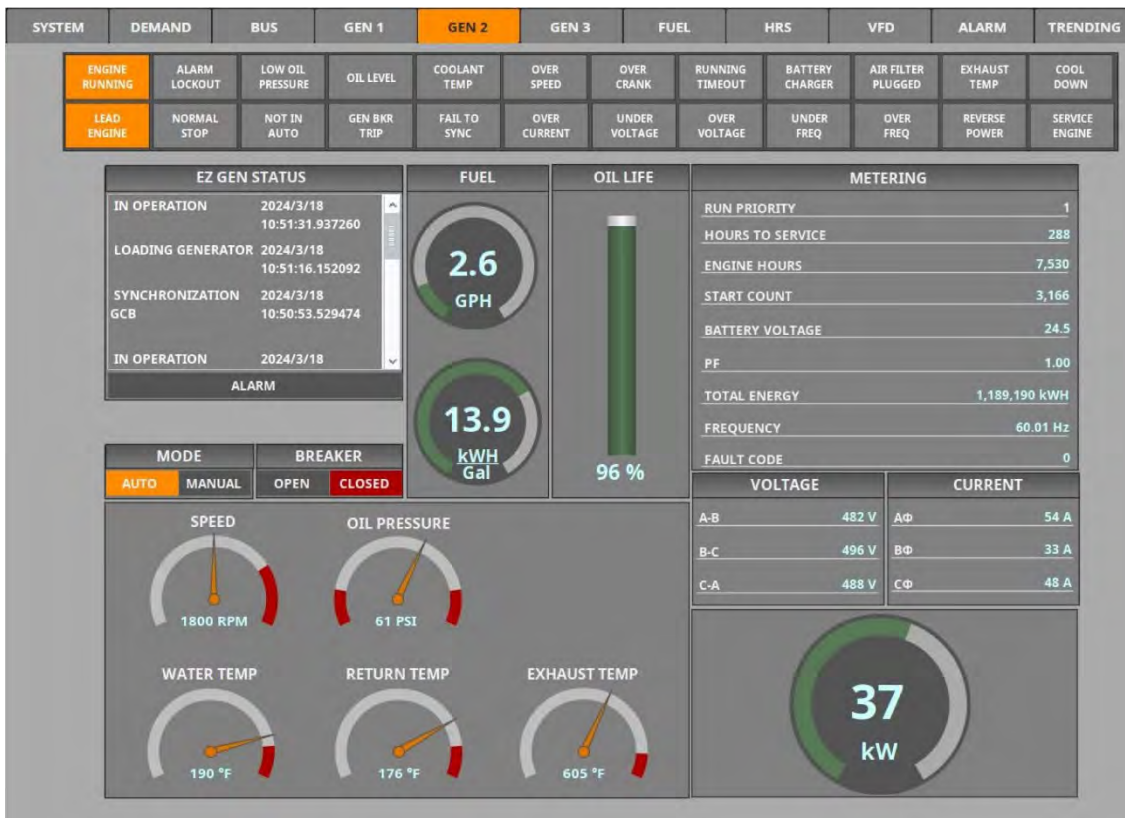 SYSTEM DEMAND BUS GEN 1 GEN 2 GEN 3 FUEL HRS VFD ALARM TRENDING
ENGINE RUNNING ALARM LOCKOUT LOW OIL PRESSURE OIL LEVEL COOLANT TEMP OVER SPEED OVER CRANK RUNNING TIMEOUT BATTERY CHARGER AIR FILTER PLUGGED EXHAUST TEMP COOL DOWN
LEAD ENGINE NORMAL STOP NOT IN AUTO GEN BKR TRIP FAIL TO SYNC OVER CURRENT UNDER VOLTAGE OVER VOLTAGE UNDER FREQ OVER FREQ REVERSE POWER SERVICE ENGINE
EZ GEN STATUS
IN OPERATION 2024/3/18
10:51:31.937260
LOADING GENERATOR 2024/3/18
10:51:16.152092
SYNCHRONIZATION 2024/3/18
GCB 10:50:53.529474
IN OPERATION 2024/3/18
ALARM
MODE
AUTO MANUAL
BREAKER
OPEN CLOSED
FUEL
2.6
GPH
13.9
kWH
Gal
OIL LIFE
96 %
METERING
RUN PRIORITY 1
HOURS TO SERVICE 288
ENGINE HOURS 7,530
START COUNT 3,166
BATTERY VOLTAGE 24.5
PF 1.00
TOTAL ENERGY 1,189,190 kWH
FREQUENCY 60.01 Hz
FAULT CODE 0
VOLTAGE
A-B 482 V
B-C 496 V
C-A 488 V
CURRENT
AΦ 54 A
BΦ 33 A
CΦ 48 A
SPEED
1800 RPM
OIL PRESSURE
61 PSI
WATER TEMP
190 °F
RETURN TEMP
176 °F
EXHAUST TEMP
605 °F
37
kW